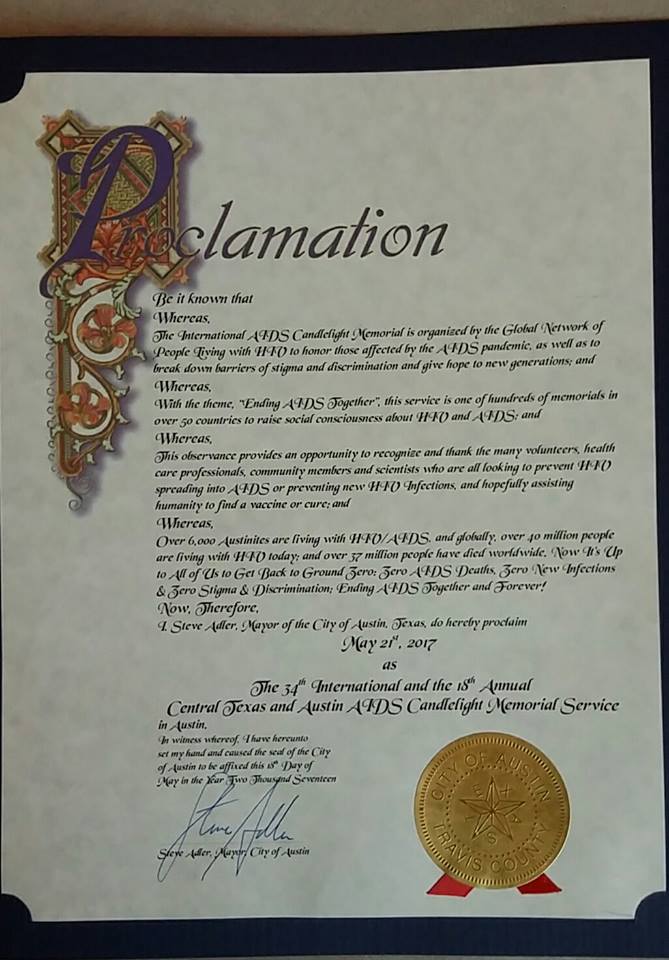 Proclamation
Be it known that
Whereas,
The International AIDS Candlelight Memorial is organized by the Global Network of
People Living with HIV to honor those affected by the AIDS pandemic, as well as to
break down barriers of stigma and discrimination and give hope to new generations; and
Whereas,
With the theme, "Ending AIDS Together", this service is one of hundreds of memorials in
over 50 countries to raise social consciousness about HIV and AIDS; and
Whereas,
This observance provides an opportunity to recognize and thank the many volunteers, health
care professionals, community members and scientists who are all looking to prevent HIV
spreading into AIDS or preventing new HIV Infections, and hopefully assisting
humanity to find a vaccine or cure; and
Whereas,
Over 6,000 Austinites are living with HIV/AIDS, and globally, over 40 million people
are living with HIV today; and over 37 million people have died worldwide, Now It's Up
to All of Us to Get Back to Ground Zero: Zero AIDS Deaths, Zero New Infections
& Zero Stigma & Discrimination; Ending AIDS Together and Forever!
Now, Therefore,
I, Steve Adler, Mayor of the City of Austin, Texas, do hereby proclaim
May 21st, 2017
as
The 34th International and the 18th Annual
Central Texas and Austin AIDS Candlelight Memorial Service
in Austin.
In witness whereof, I have hereunto
set my hand and caused the seal of the City
of Austin to be affixed this 18th Day of
May in the Year Two Thousand Seventeen
Steve Adler
Steve Adler, Mayor, City of Austin
CITY OF AUSTIN
TEXAS
TRAVIS COUNTY